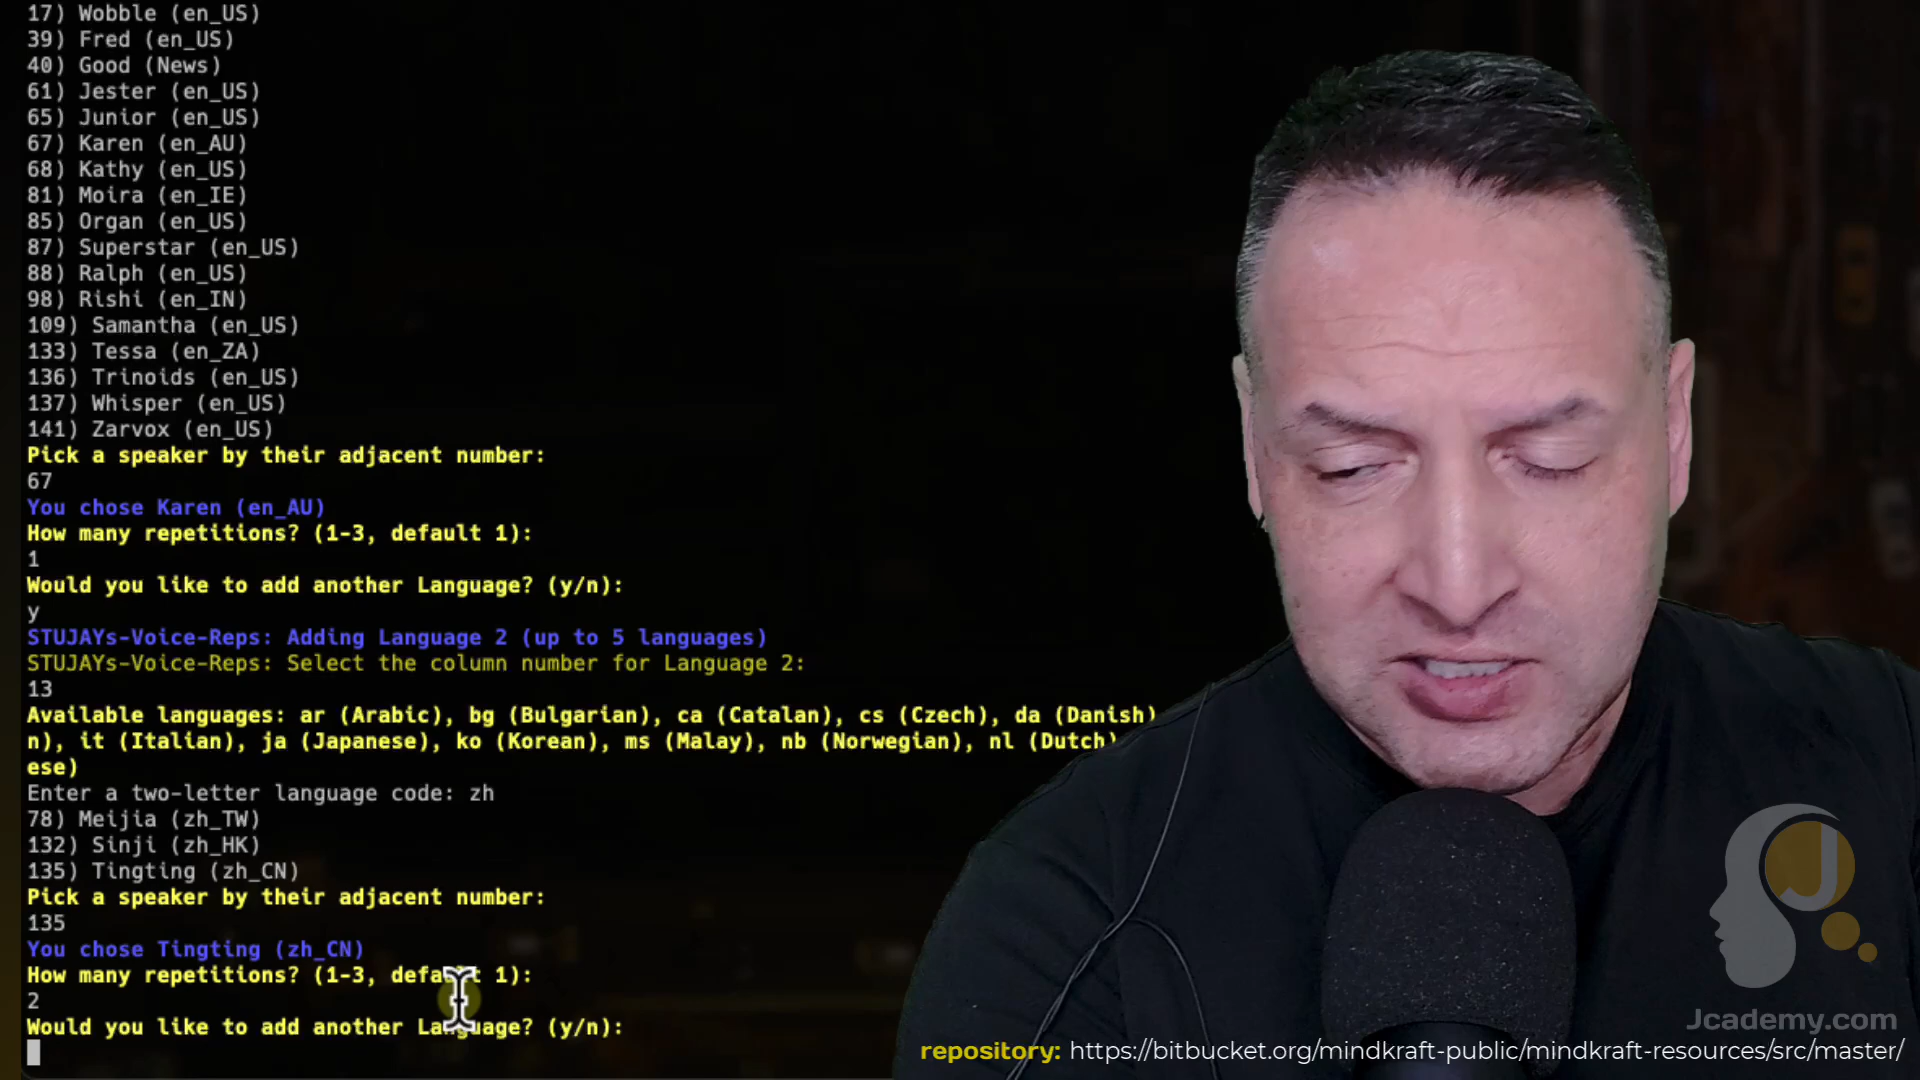 17) Wobble (en_US)
39) Fred (en_US)
40) Good (News)
61) Jester (en_US)
65) Junior (en_US)
67) Karen (en_AU)
68) Kathy (en_US)
81) Moira (en_IE)
85) Organ (en_US)
87) Superstar (en_US)
88) Ralph (en_US)
98) Rishi (en_IN)
109) Samantha (en_US)
133) Tessa (en_ZA)
136) Trinoids (en_US)
137) Whisper (en_US)
141) Zarvox (en_US)
Pick a speaker by their adjacent number:
67
You chose Karen (en_AU)
How many repetitions? (1-3, default 1):
1
Would you like to add another Language? (y/n):
y
STUJAYs-Voice-Reps: Adding Language 2 (up to 5 languages)
STUJAYs-Voice-Reps: Select the column number for Language 2:
13
Available languages: ar (Arabic), bg (Bulgarian), ca (Catalan), cs (Czech), da (Danish)
n), it (Italian), ja (Japanese), ko (Korean), ms (Malay), nb (Norwegian), nl (Dutch)
ese)
Enter a two-letter language code: zh
78) Meijia (zh_TW)
132) Sinji (zh_HK)
135) Tingting (zh_CN)
Pick a speaker by their adjacent number:
135
You chose Tingting (zh_CN)
How many repetitions? (1-3, default 1):
2
Would you like to add another Language? (y/n):
J
Jcademy.com
repository: https://bitbucket.org/mindkraft-public/mindkraft-resources/src/master/